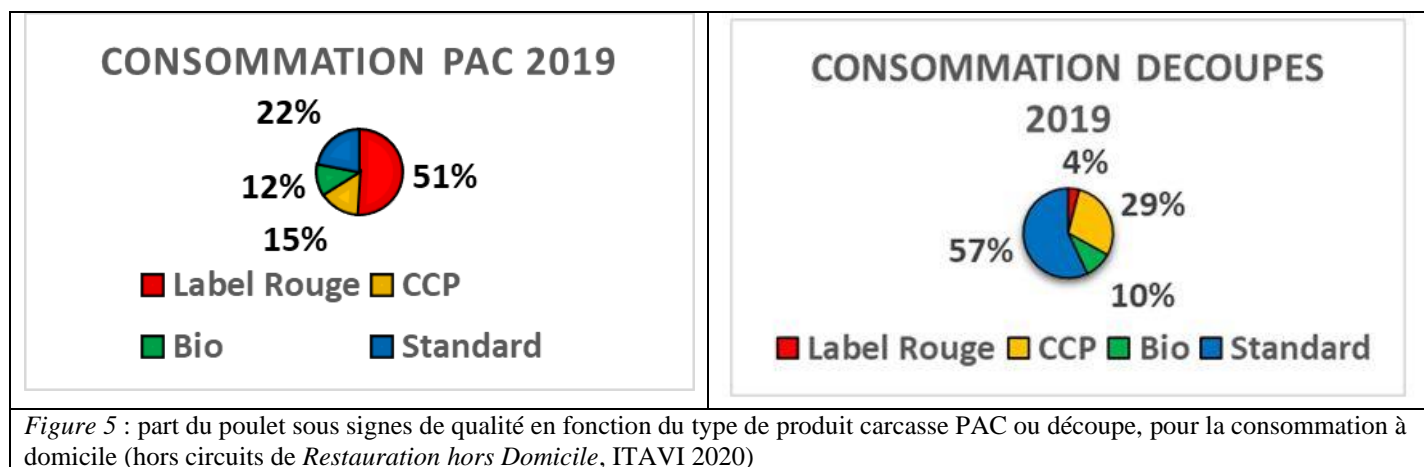 CONSOMMATION PAC 2019
22%
51%
12%
15%
Label Rouge CCP
Bio Standard
CONSOMMATION DECOUPES
2019
4%
29%
57%
10%
Label Rouge CCP Bio Standard
Figure 5 : part du poulet sous signes de qualité en fonction du type de produit carcasse PAC ou découpe, pour la consommation à
domicile (hors circuits de Restauration hors Domicile, ITAVI 2020)